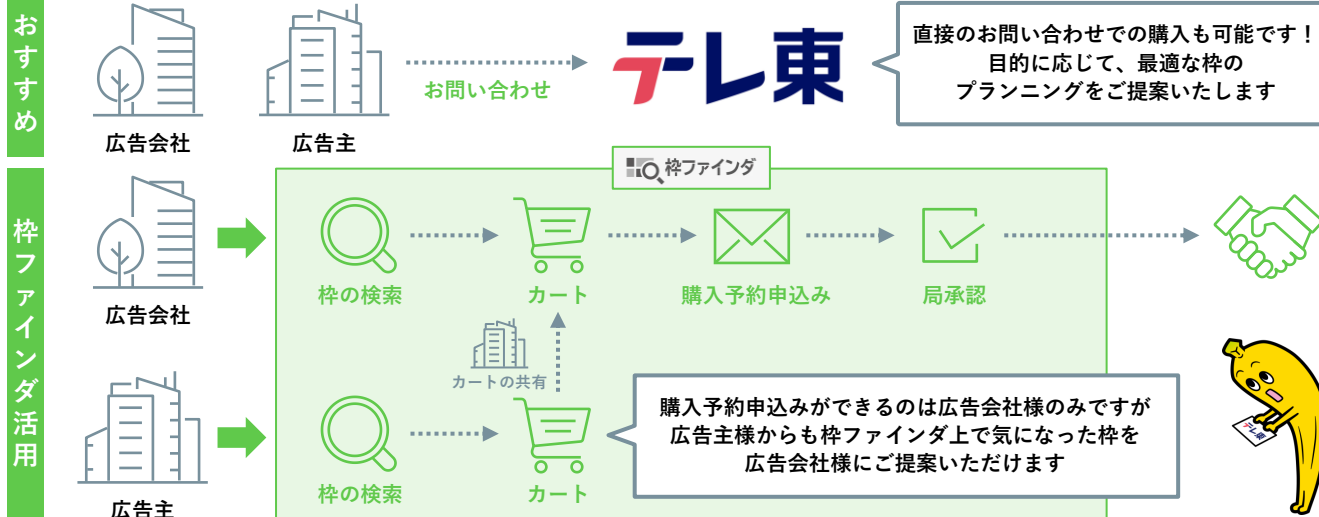 おすすめ
広告会社
広告主
お問い合わせ
テレ東
直接のお問い合わせでの購入も可能です！
目的に応じて、最適な枠の
プランニングをご提案いたします
枠ファインダ活用
枠ファインダ
広告会社
枠の検索
カート
購入予約申込み
局承認
カートの共有
広告主
枠の検索
カート
購入予約申込みができるのは広告会社様のみですが
広告主様からも枠ファインダ上で気になった枠を
広告会社様にご提案いただけます
テレ東